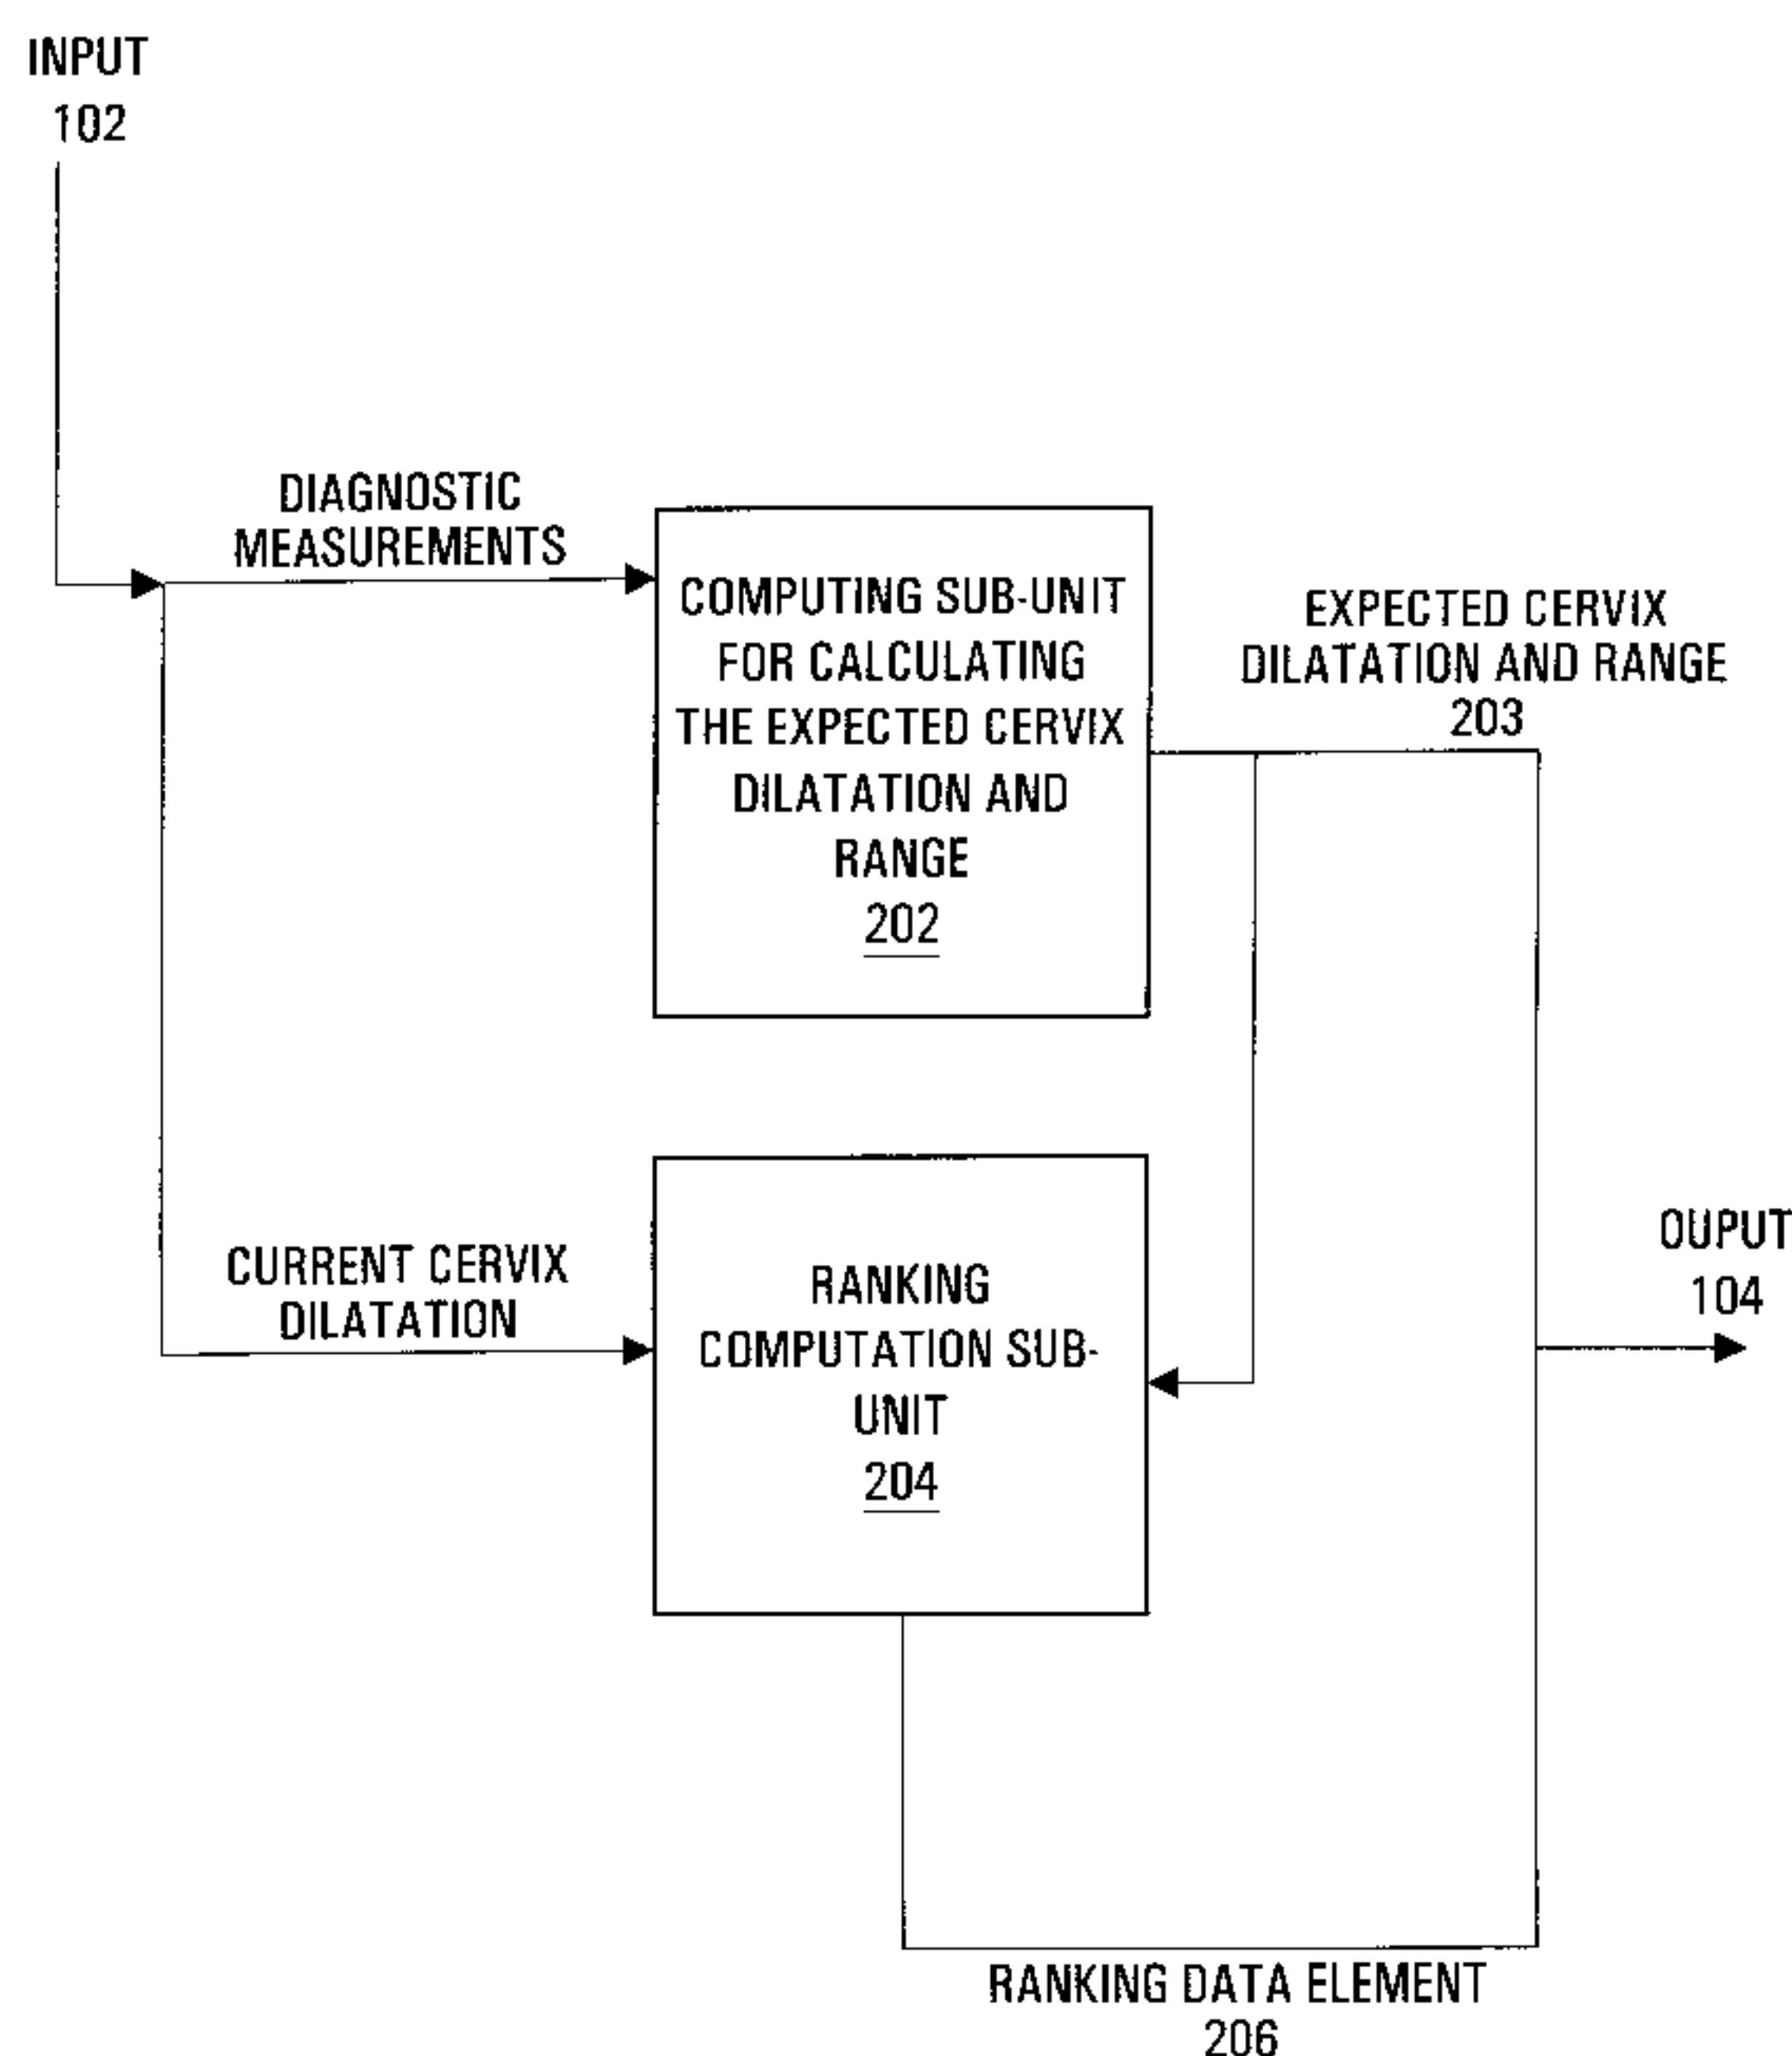 INPUT
102
DIAGNOSTIC
MEASUREMENTS
COMPUTING SUB-UNIT
FOR CALCULATING
THE EXPECTED CERVIX
DILATATION AND
RANGE
202
EXPECTED CERVIX
DILATATION AND RANGE
203
CURRENT CERVIX
DILATATION
RANKING
COMPUTATION SUB-
UNIT
204
OUPUT
104
RANKING DATA ELEMENT
206